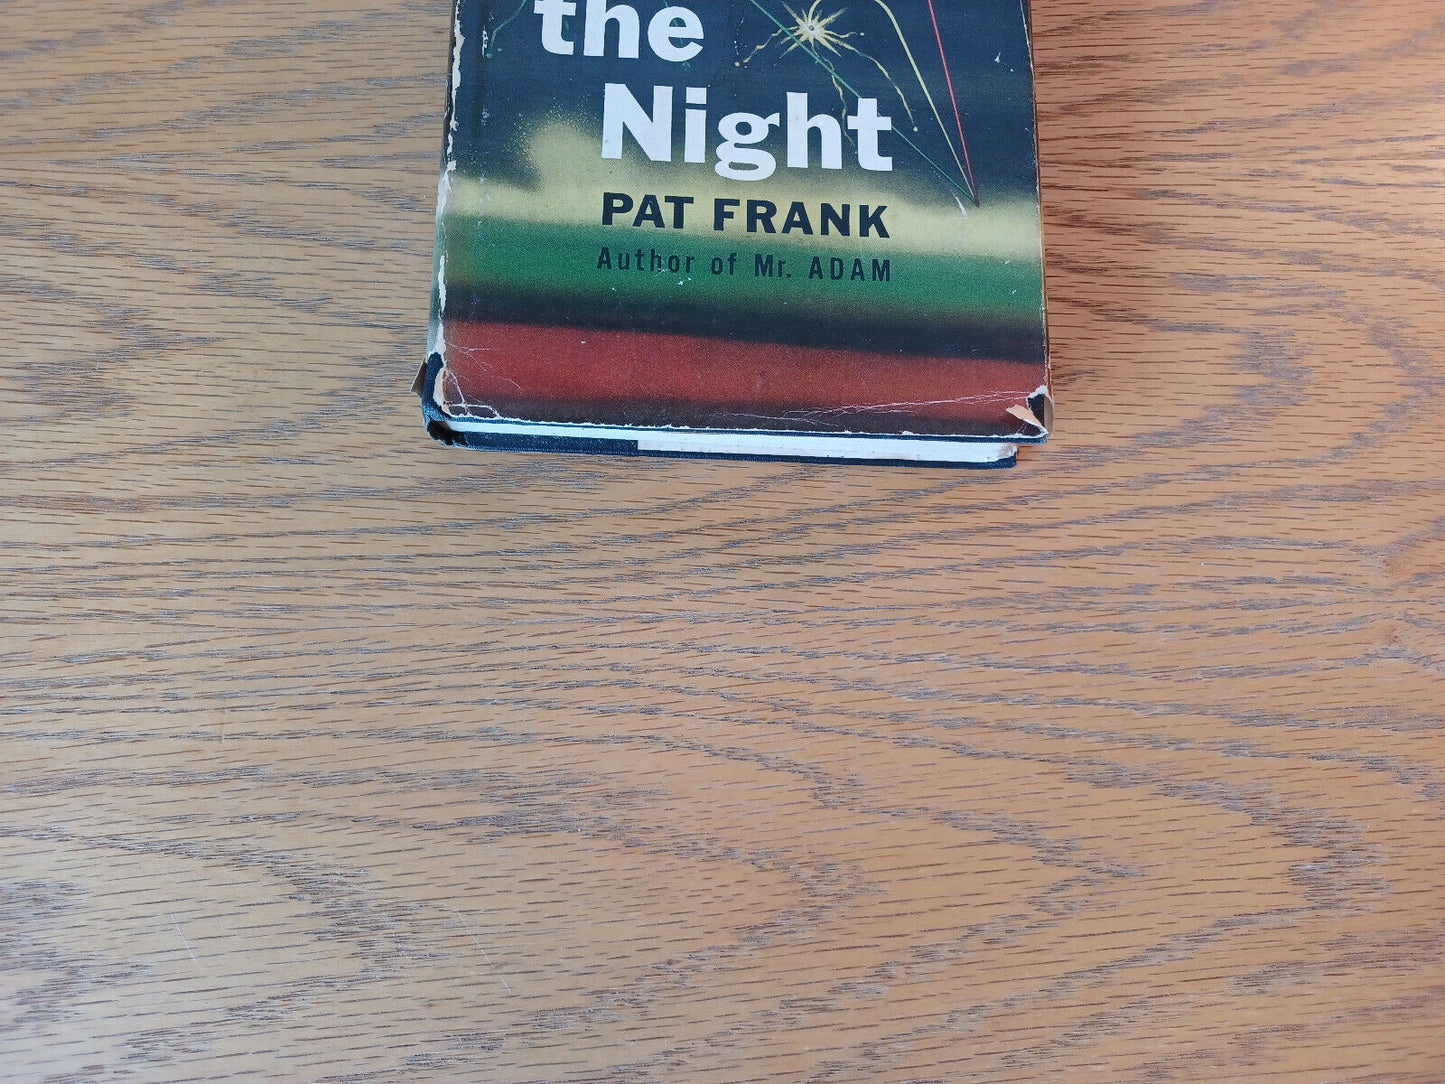 the
Night
PAT FRANK
Author of Mr. ADAM